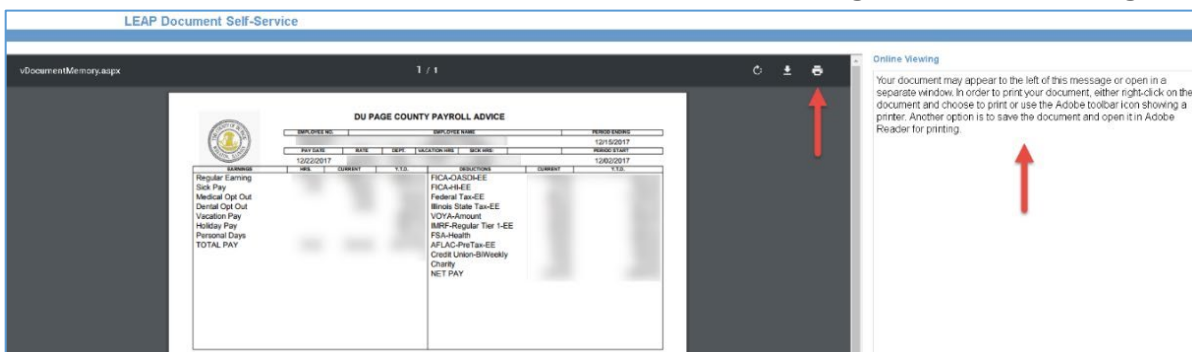 LEAP Document Self-Service
vDocumentMemory.aspx
1 / 1
DU PAGE COUNTY PAYROLL ADVICE
EMPLOYEE NO. EMPLOYEE NAME PERIOD ENDING
12/15/2017
PAY DATE RATE DEPT. VACATION HRS SICK HRS PERIOD START
12/22/2017 12/02/2017
EARNINGS HRS. CURRENT Y.T.D. DEDUCTIONS CURRENT Y.T.D.
Regular Earning FICA-OASDI-EE
Sick Pay FICA-HI-EE
Medical Opt Out Federal Tax-EE
Dental Opt Out Illinois State Tax-EE
Vacation Pay VOYA-Amount
Holiday Pay IMRF-Regular Tier 1-EE
Personal Days FSA-Health
TOTAL PAY AFLAC-PreTax-EE
Credit Union-BiWeekly
Charity
NET PAY
Online Viewing
Your document may appear to the left of this message or open in a
separate window. In order to print your document, either right-click on the
document and choose to print or use the Adobe toolbar icon showing a
printer. Another option is to save the document and open it in Adobe
Reader for printing.